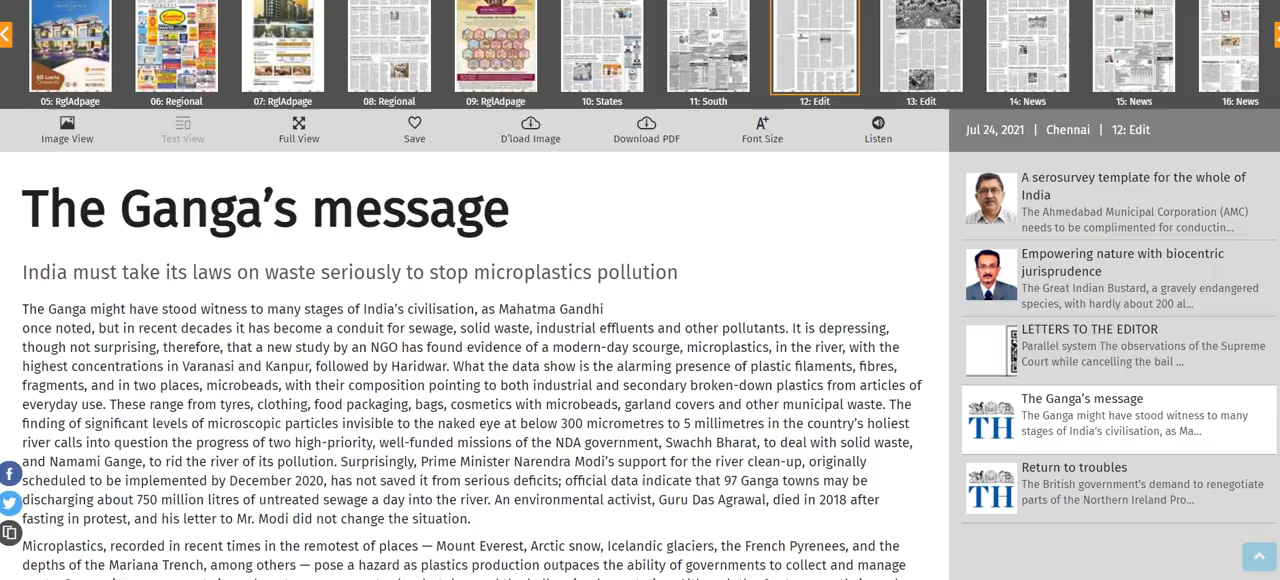 60 LAKHS
05: RglAdpage
06: Regional
07: RglAdpage
08: Regional
09: RglAdpage
10: States
11: South
12: Edit
13: Edit
14: News
15: News
16: News
Image View
Text View
Full View
Save
D'load Image
Download PDF
Font Size
Listen
Jul 24, 2021 | Chennai | 12: Edit
The Ganga’s message
India must take its laws on waste seriously to stop microplastics pollution
The Ganga might have stood witness to many stages of India’s civilisation, as Mahatma Gandhi
once noted, but in recent decades it has become a conduit for sewage, solid waste, industrial effluents and other pollutants. It is depressing,
though not surprising, therefore, that a new study by an NGO has found evidence of a modern-day scourge, microplastics, in the river, with the
highest concentrations in Varanasi and Kanpur, followed by Haridwar. What the data show is the alarming presence of plastic filaments, fibres,
fragments, and in two places, microbeads, with their composition pointing to both industrial and secondary broken-down plastics from articles of
everyday use. These range from tyres, clothing, food packaging, bags, cosmetics with microbeads, garland covers and other municipal waste. The
finding of significant levels of microscopic particles invisible to the naked eye at below 300 micrometres to 5 millimetres in the country’s holiest
river calls into question the progress of two high-priority, well-funded missions of the NDA government, Swachh Bharat, to deal with solid waste,
and Namami Gange, to rid the river of its pollution. Surprisingly, Prime Minister Narendra Modi’s support for the river clean-up, originally
scheduled to be implemented by December 2020, has not saved it from serious deficits; official data indicate that 97 Ganga towns may be
discharging about 750 million litres of untreated sewage a day into the river. An environmental activist, Guru Das Agrawal, died in 2018 after
fasting in protest, and his letter to Mr. Modi did not change the situation.
Microplastics, recorded in recent times in the remotest of places — Mount Everest, Arctic snow, Icelandic glaciers, the French Pyrenees, and the
depths of the Mariana Trench, among others — pose a hazard as plastics production outpaces the ability of governments to collect and manage
A serosurvey template for the whole of
India
The Ahmedabad Municipal Corporation (AMC)
needs to be complimented for conductin...
Empowering nature with biocentric
jurisprudence
The Great Indian Bustard, a gravely endangered
species, with hardly about 200 al...
LETTERS TO THE EDITOR
Parallel system The observations of the Supreme
Court while cancelling the bail ...
TH
The Ganga’s message
The Ganga might have stood witness to many
stages of India’s civilisation, as Ma...
TH
Return to troubles
The British government’s demand to renegotiate
parts of the Northern Ireland Pro...